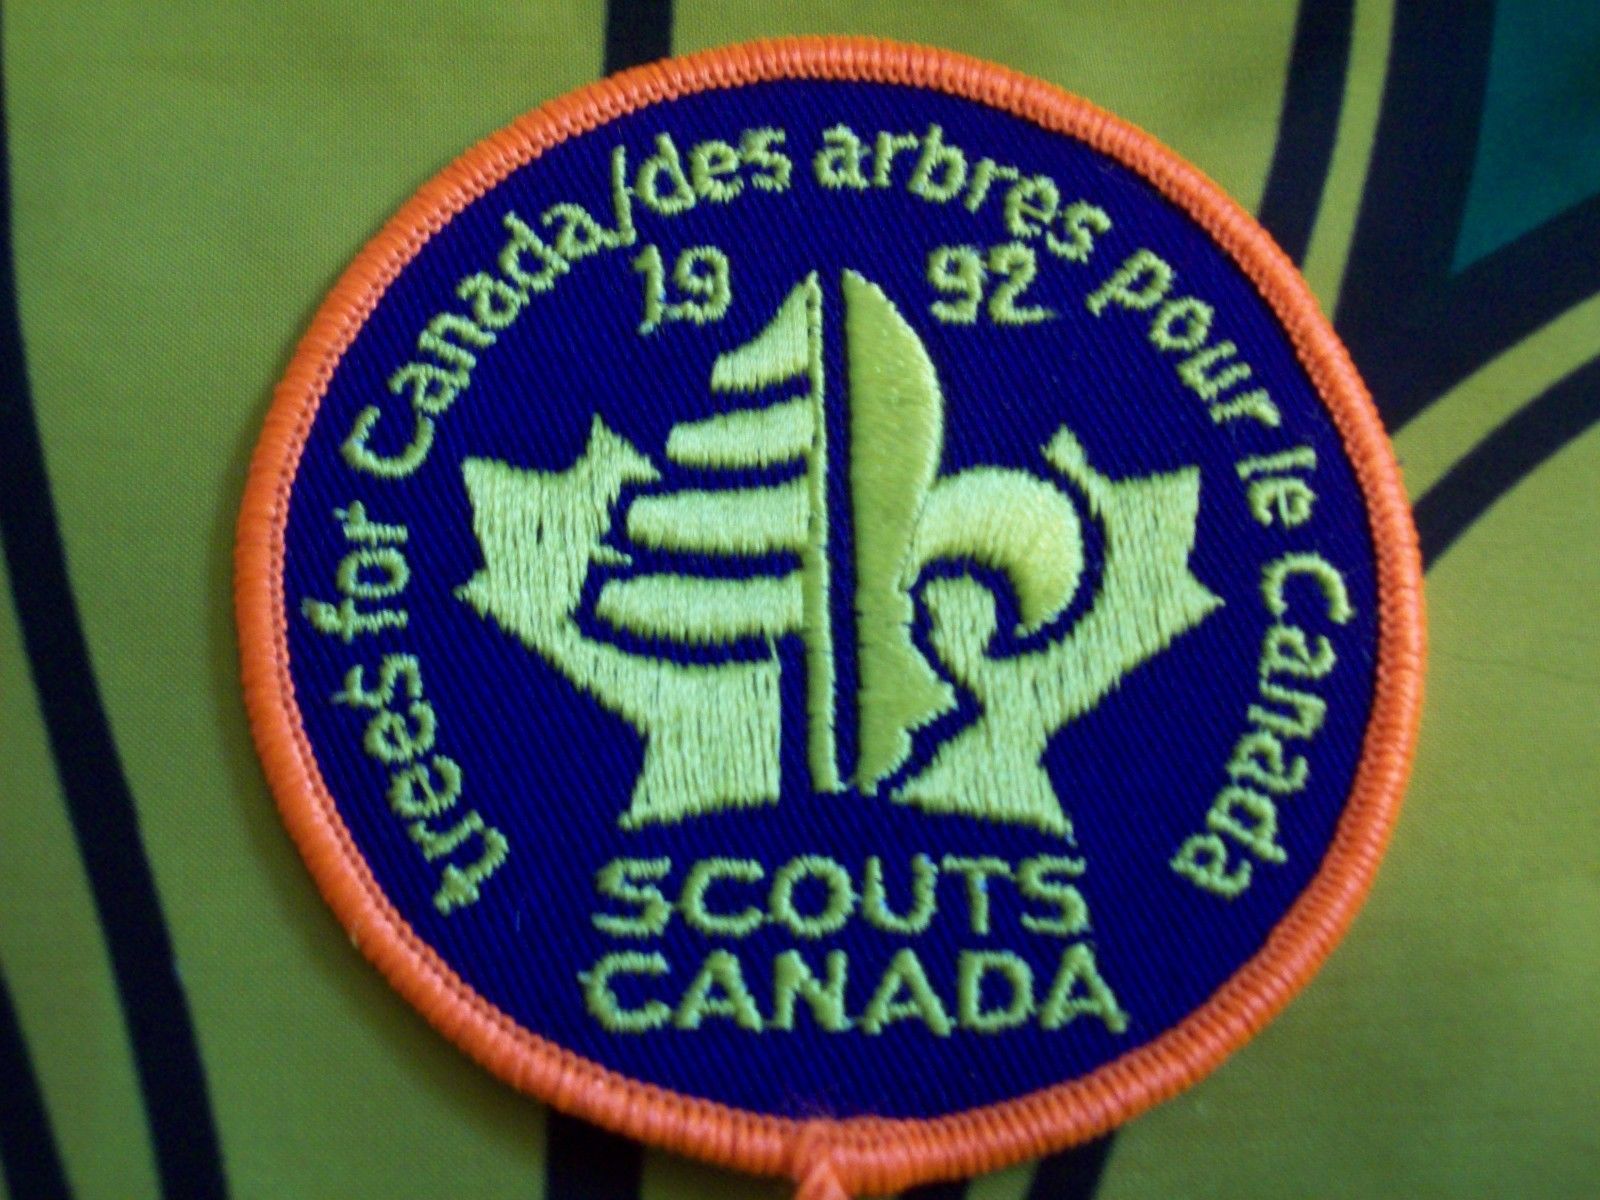 trees for Canada/des arbres pour le Canada
19 92
SCOUTS
CANADA